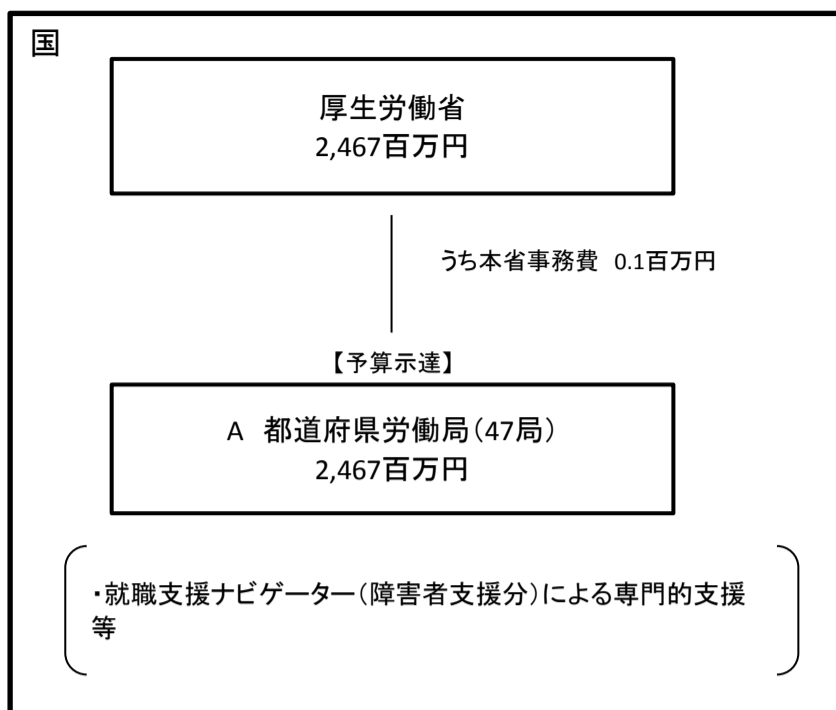 国
厚生労働省
2,467百万円
うち本省事務費 0.1百万円
【予算示達】
A 都道府県労働局(47局)
2,467百万円
・就職支援ナビゲーター(障害者支援分)による専門的支援
等